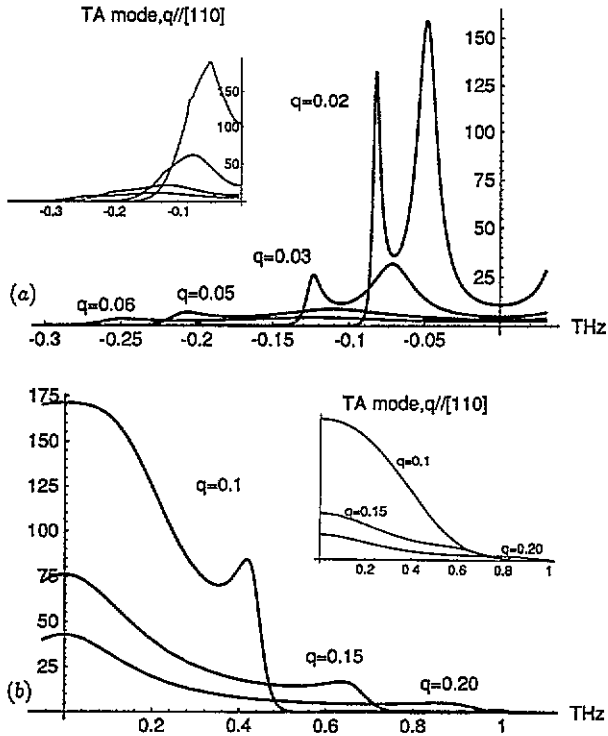 TA mode,q//[110]
150
100
50
-0.3
-0.2
-0.1
150
125
100
75
50
25
q=0.02
q=0.03
q=0.05
q=0.06
(a)
THz
-0.3
-0.25
-0.2
-0.15
-0.1
-0.05
175
150
125
100
75
50
25
q=0.1
q=0.15
q=0.20
(b)
THz
0.2
0.4
0.6
0.8
1
TA mode,q//[110]
q=0.1
q=0.15
q=0.20
0.2
0.4
0.6
0.8
1